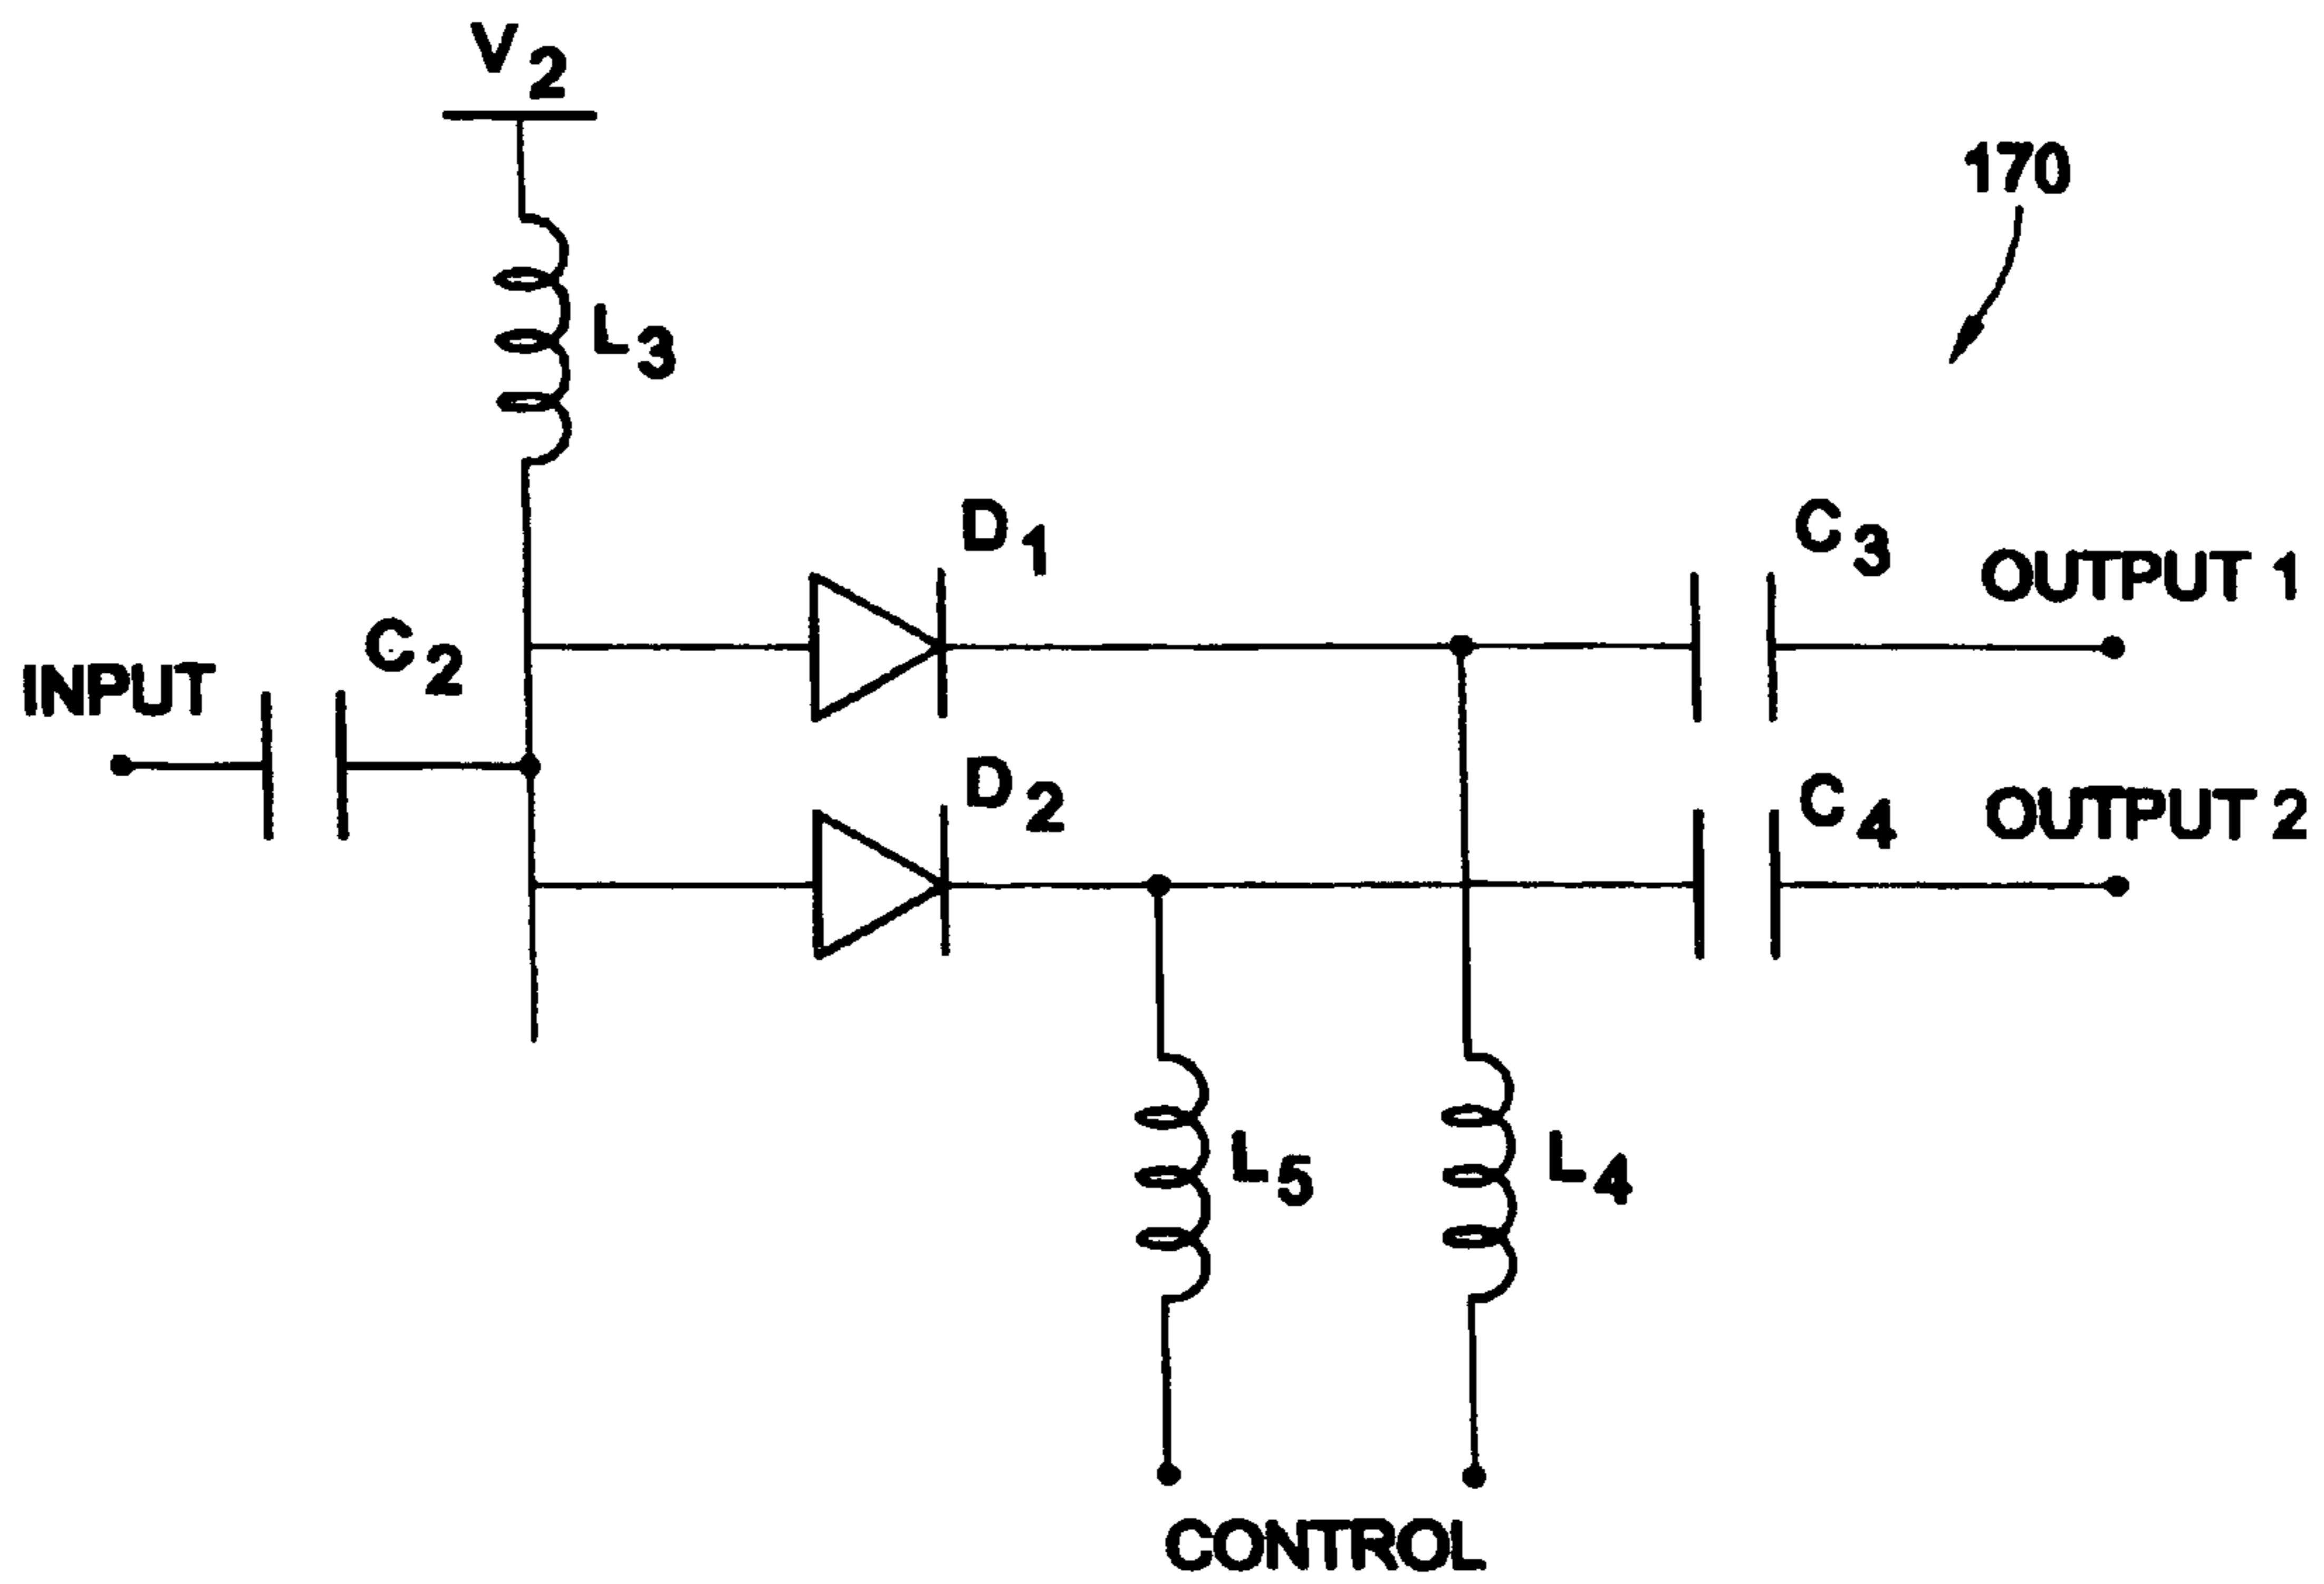 V2
170
L3
D1
C3
OUTPUT 1
C2
INPUT
D2
C4
OUTPUT 2
L5
L4
CONTROL